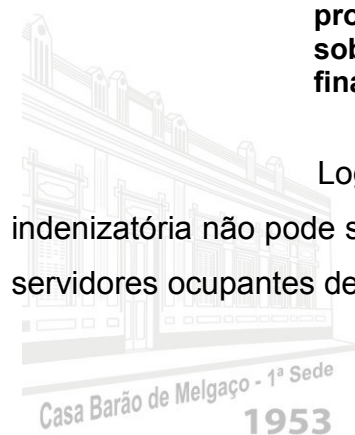 pro
sob
fina
Log
indenizatória não pode s
servidores ocupantes de
Casa Barão de Melgaço - 1ª Sede
1953